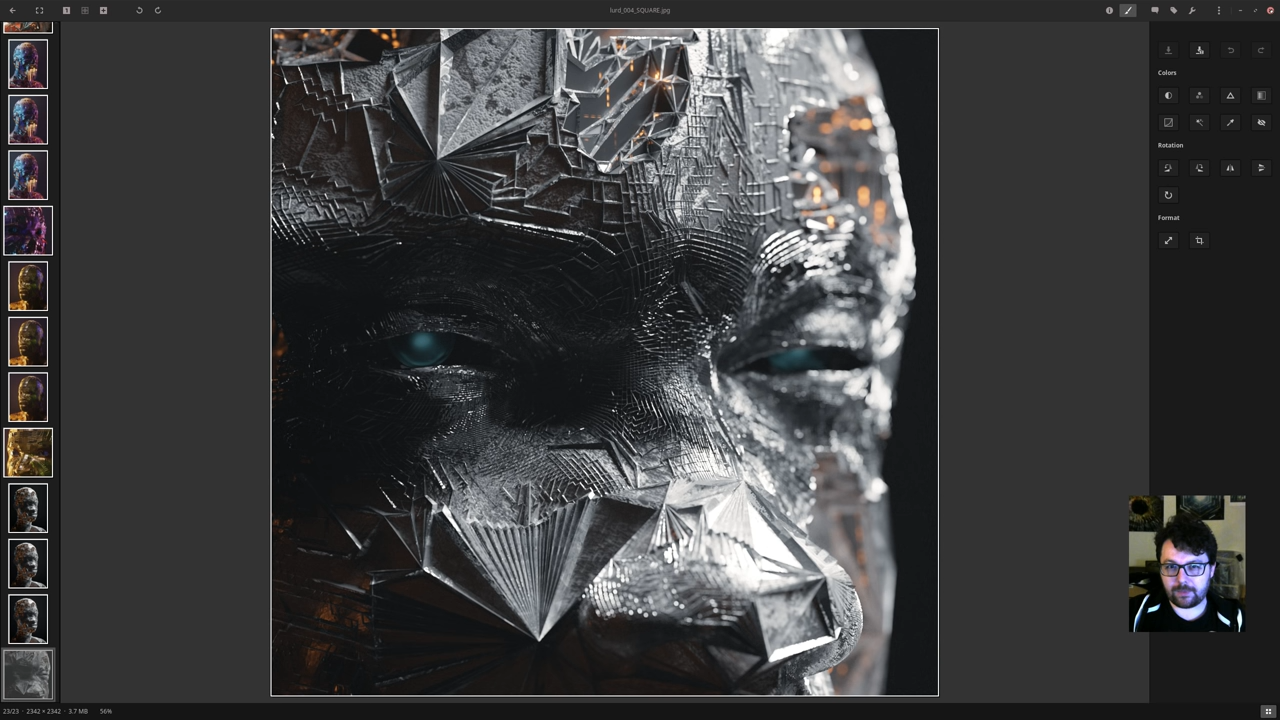 lurd_004_SQUARE.jpg
Colors
Rotation
Format
23/23 · 2342 × 2342 · 3.7 MB 56%